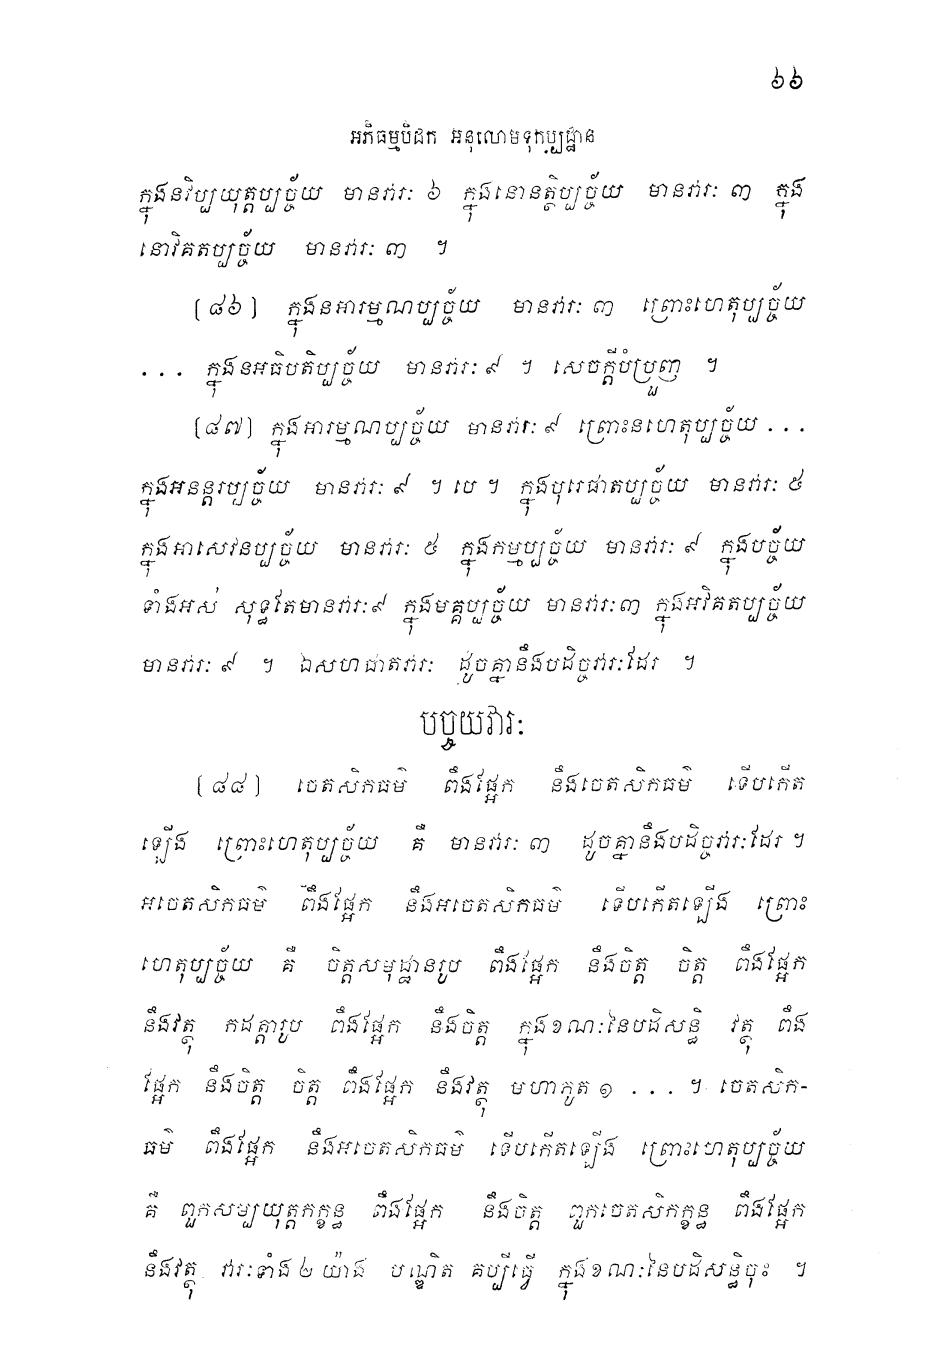 ៦៦
អភិធម្មបិដក អនុលោមទុកប្បដ្ឋាន
ក្នុងនវិប្បយុត្តប្បច្ច័យ មានវារៈ ៦ ក្នុងនោនត្ថិប្បច្ច័យ មានវារៈ ៣ ក្នុង
នោវិគតប្បច្ច័យ មានវារៈ ៣ ។
[៨៦] ក្នុងនអារម្មណប្បច្ច័យ មានវារៈ ៣ ព្រោះហេតុប្បច្ច័យ
... ក្នុងនអធិបតិប្បច្ច័យ មានវារៈ ៩ ។ សេចក្តីបំប្រួញ ។
[៨៧] ក្នុងអារម្មណប្បច្ច័យ មានវារៈ ៩ ព្រោះនហេតុប្បច្ច័យ ...
ក្នុងអនន្តរប្បច្ច័យ មានវារៈ ៩ ។ បេ ។ ក្នុងបុរេជាតប្បច្ច័យ មានវារៈ ៥
ក្នុងអាសេវនប្បច្ច័យ មានវារៈ ៥ ក្នុងកម្មប្បច្ច័យ មានវារៈ ៩ ក្នុងបច្ច័យ
ទាំងអស់ សុទ្ធតែមានវារៈ៩ ក្នុងមគ្គប្បច្ច័យ មានវារៈ៣ ក្នុងអវិគតប្បច្ច័យ
មានវារៈ ៩ ។ ឯសហជាតវារៈ ដូចគ្នានឹងបដិច្ចវារៈដែរ ។
បច្ចយវារៈ
[៨៨] ចេតសិកធម៌ ពឹងផ្អែក នឹងចេតសិកធម៌ ទើបកើត
ឡើង ព្រោះហេតុប្បច្ច័យ គឺ មានវារៈ ៣ ដូចគ្នានឹងបដិច្ចវារៈដែរ ។
អចេតសិកធម៌ ពឹងផ្អែក នឹងអចេតសិកធម៌ ទើបកើតឡើង ព្រោះ
ហេតុប្បច្ច័យ គឺ ចិត្តសមុដ្ឋានរូប ពឹងផ្អែក នឹងចិត្ត ចិត្ត ពឹងផ្អែក
នឹងវត្ថុ កដត្តារូប ពឹងផ្អែក នឹងចិត្ត ក្នុងខណៈនៃបដិសន្ធិ វត្ថុ ពឹង
ផ្អែក នឹងចិត្ត ចិត្ត ពឹងផ្អែក នឹងវត្ថុ មហាភូត ១ ... ។ ចេតសិក-
ធម៌ ពឹងផ្អែក នឹងអចេតសិកធម៌ ទើបកើតឡើង ព្រោះហេតុប្បច្ច័យ
គឺ ពួកសម្បយុត្តកក្ខន្ធ ពឹងផ្អែក នឹងចិត្ត ពួកចេតសិកក្ខន្ធ ពឹងផ្អែក
នឹងវត្ថុ វារៈទាំង ២ យ៉ាង បណ្ឌិត គប្បីធ្វើ ក្នុងខណៈនៃបដិសន្ធិចុះ ។